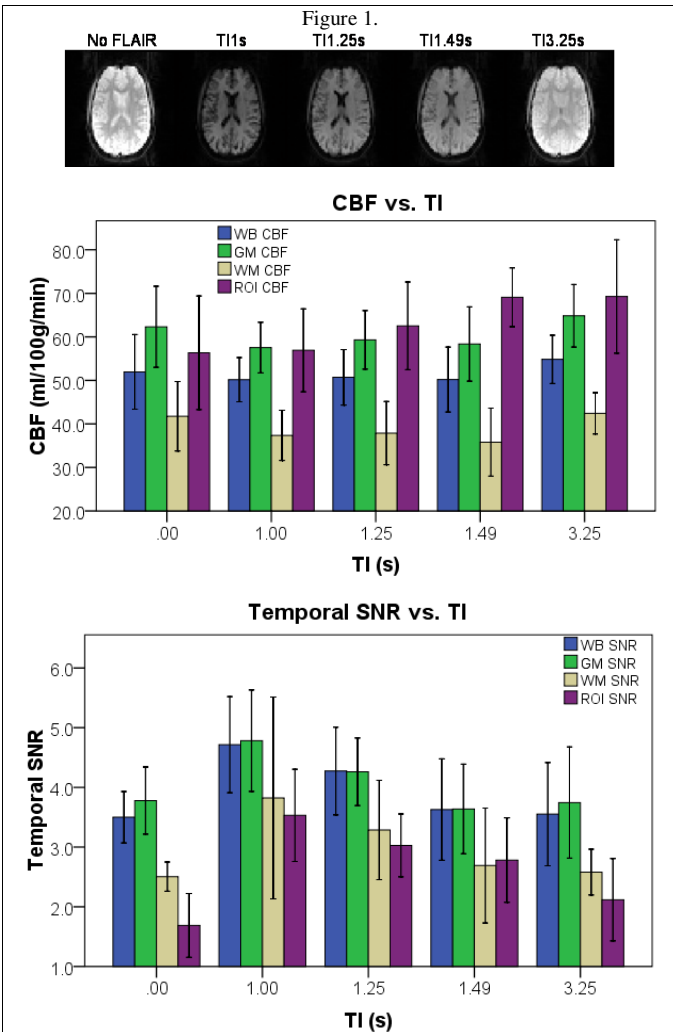 Figure 1.
No FLAIR TI1s TI1.25s TI1.49s TI3.25s
CBF vs. TI
WB CBF
GM CBF
WM CBF
ROI CBF
80.0
70.0
60.0
50.0
40.0
30.0
20.0
CBF (ml/100g/min)
.00 1.00 1.25 1.49 3.25
TI (s)
Temporal SNR vs. TI
WB SNR
GM SNR
WM SNR
ROI SNR
6.0
5.0
4.0
3.0
2.0
1.0
Temporal SNR
.00 1.00 1.25 1.49 3.25
TI (s)